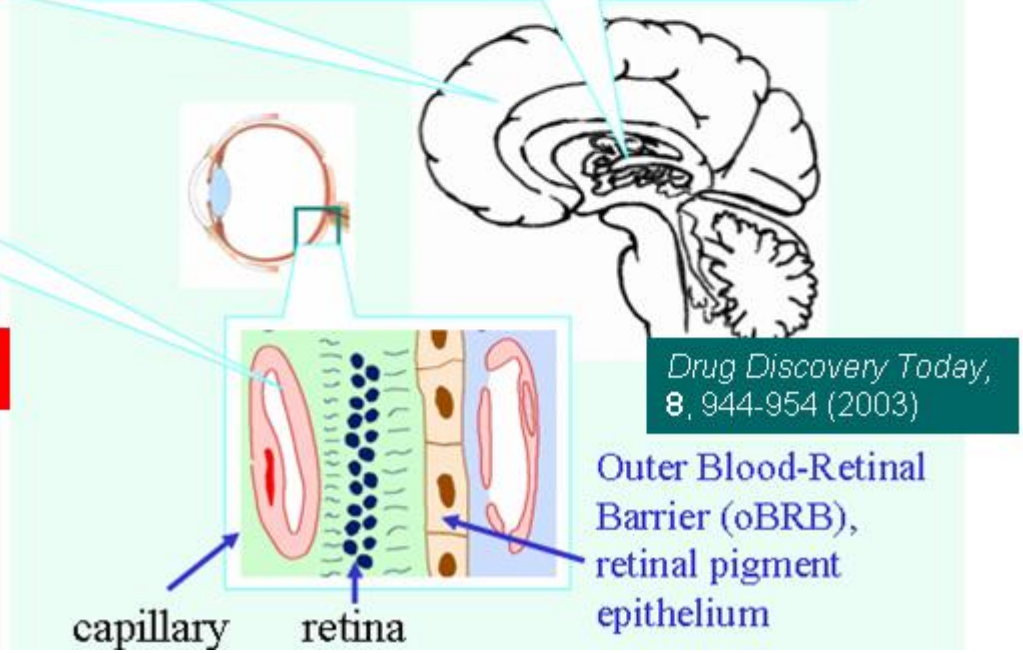 Drug Discovery Today,
8, 944-954 (2003)
Outer Blood-Retinal
Barrier (oBRB),
retinal pigment
epithelium
capillary
retina